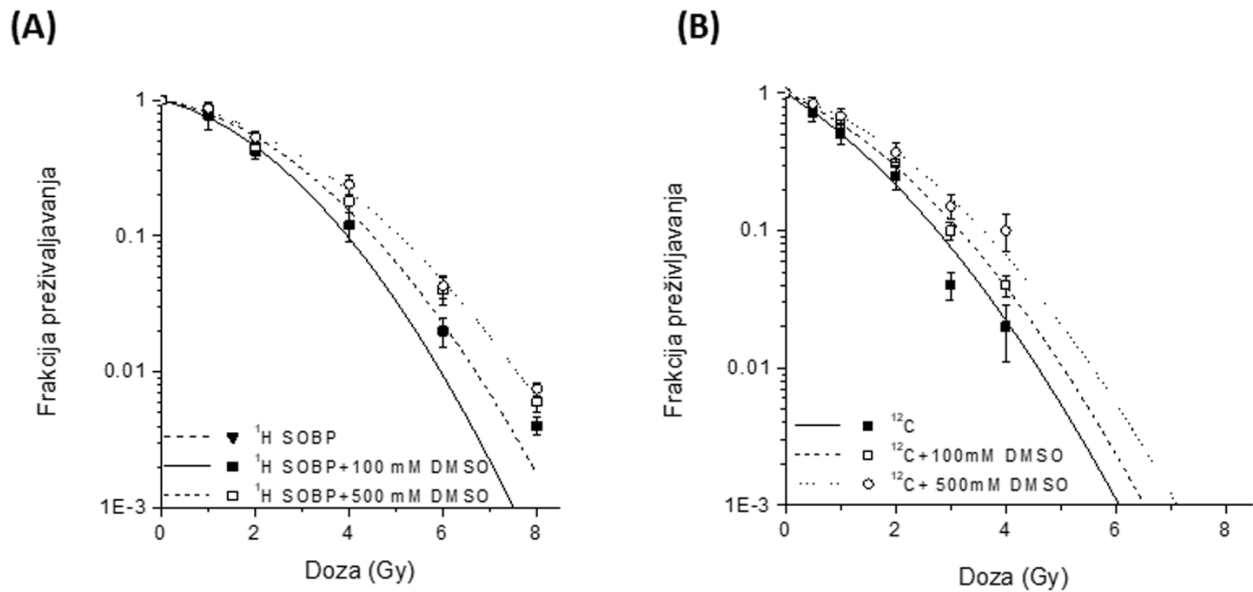 (A)
1
0.1
0.01
1E-3
0 2 4 6 8
Frakcija preživaljavanja
Doza (Gy)
¹H SOBP
¹H SOBP+100 mM DMSO
¹H SOBP+500 mM DMSO
(B)
1
0.1
0.01
1E-3
0 2 4 6 8
Frakcija preživljavanja
Doza (Gy)
¹²C
¹²C+100mM DMSO
¹²C+ 500mM DMSO